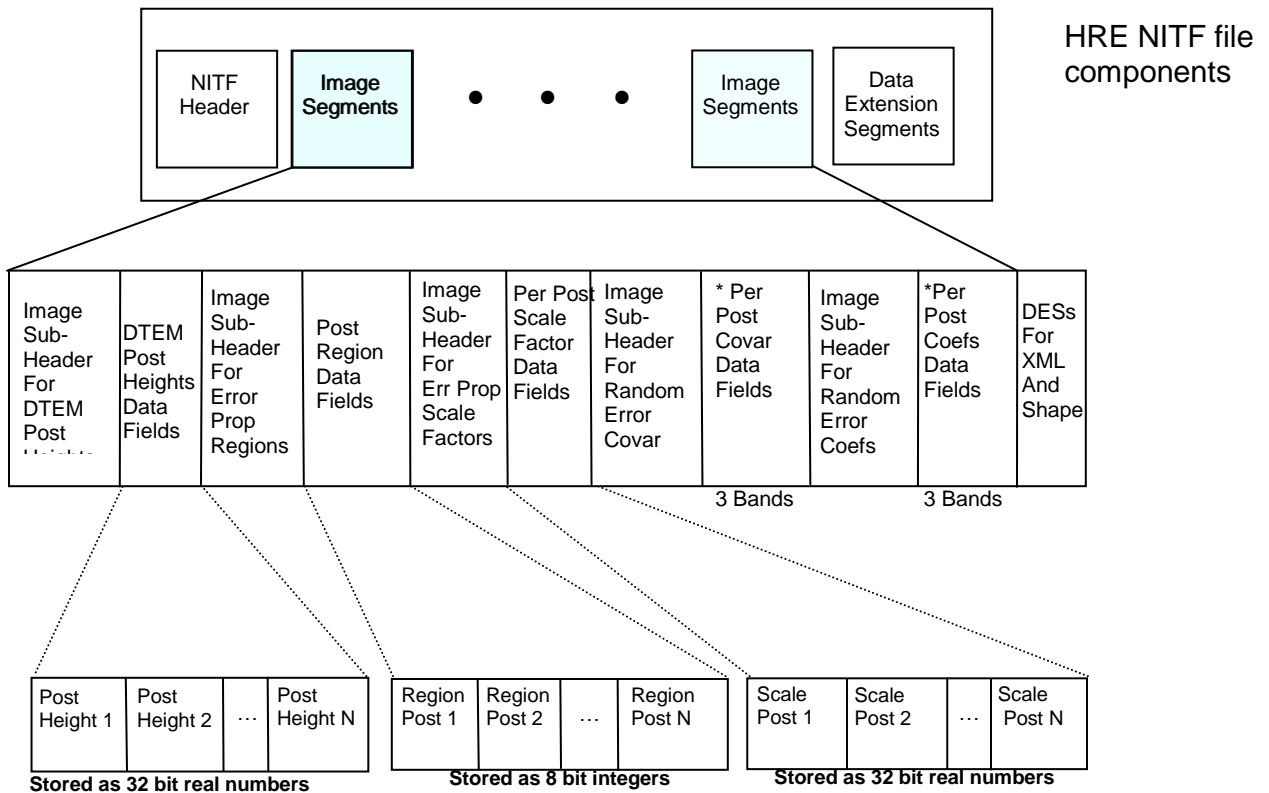 HRE NITF file
components
NITF
Header
Image
Segments
• • •
Image
Segments
Data
Extension
Segments
Image
Sub-
Header
For
DTEM
Post
DTEM
Post
Heights
Data
Fields
Image
Sub-
Header
For
Error
Prop
Regions
Post
Region
Data
Fields
Image
Sub-
Header
For
Err Prop
Scale
Factors
Per Post
Scale
Factor
Data
Fields
Image
Sub-
Header
For
Random
Error
Covar
* Per
Post
Covar
Data
Fields
Image
Sub-
Header
For
Random
Error
Coefs
*Per
Post
Coefs
Data
Fields
DESs
For
XML
And
Shape
3 Bands
3 Bands
Post
Height 1
Post
Height 2
...
Post
Height N
Region
Post 1
Region
Post 2
...
Region
Post N
Scale
Post 1
Scale
Post 2
...
Scale
Post N
Stored as 32 bit real numbers
Stored as 8 bit integers
Stored as 32 bit real numbers